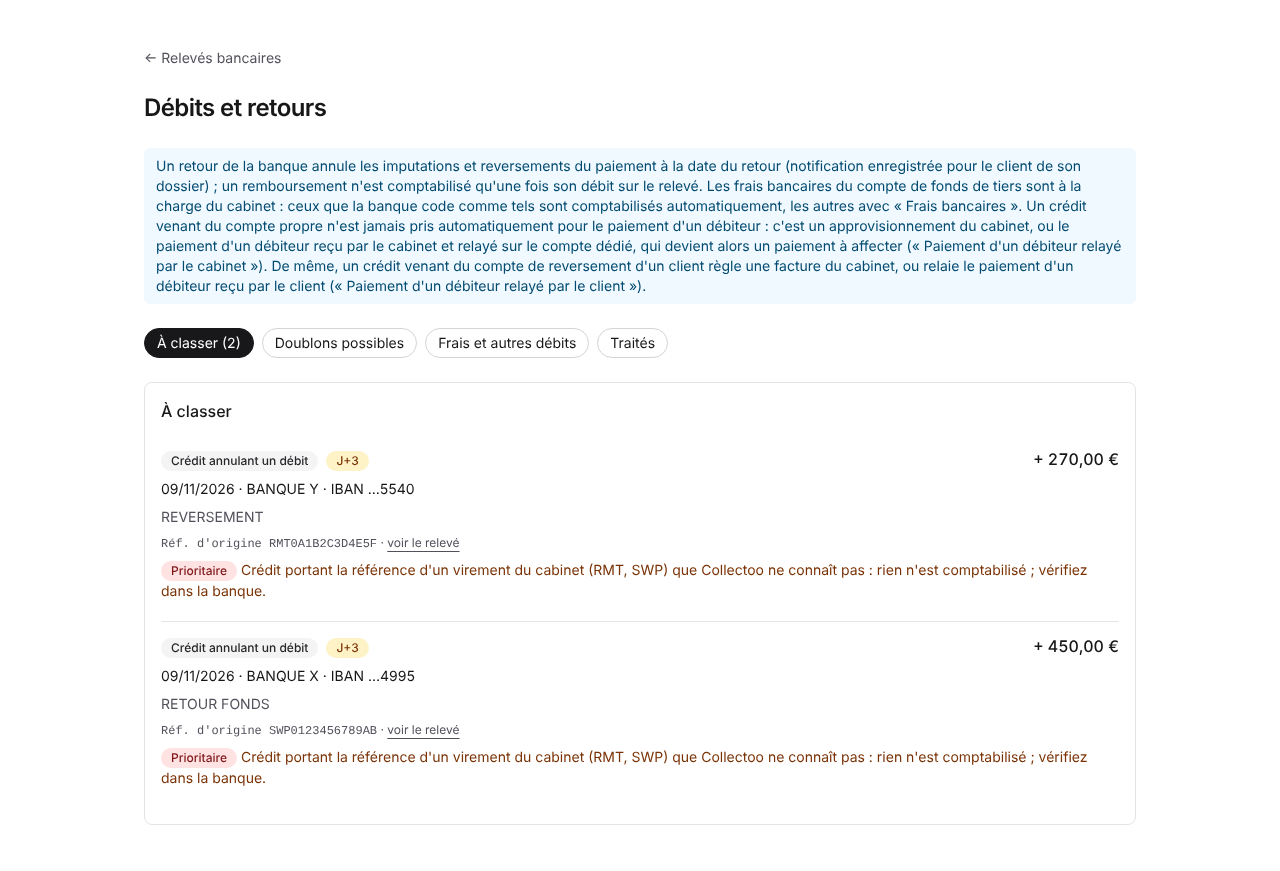 ← Relevés bancaires
Débits et retours
Un retour de la banque annule les imputations et reversements du paiement à la date du retour (notification enregistrée pour le client de son
dossier) ; un remboursement n'est comptabilisé qu'une fois son débit sur le relevé. Les frais bancaires du compte de fonds de tiers sont à la
charge du cabinet : ceux que la banque code comme tels sont comptabilisés automatiquement, les autres avec « Frais bancaires ». Un crédit
venant du compte propre n'est jamais pris automatiquement pour le paiement d'un débiteur : c'est un approvisionnement du cabinet, ou le
paiement d'un débiteur reçu par le cabinet et relayé sur le compte dédié, qui devient alors un paiement à affecter (« Paiement d'un débiteur relayé
par le cabinet »). De même, un crédit venant du compte de reversement d'un client règle une facture du cabinet, ou relaie le paiement d'un
débiteur reçu par le client (« Paiement d'un débiteur relayé par le client »).
À classer (2) Doublons possibles Frais et autres débits Traités
À classer
Crédit annulant un débit J+3 + 270,00 €
09/11/2026 · BANQUE Y · IBAN …5540
REVERSEMENT
Réf. d'origine RMT0A1B2C3D4E5F · voir le relevé
Prioritaire Crédit portant la référence d'un virement du cabinet (RMT, SWP) que Collectoo ne connaît pas : rien n'est comptabilisé ; vérifiez
dans la banque.
Crédit annulant un débit J+3 + 450,00 €
09/11/2026 · BANQUE X · IBAN …4995
RETOUR FONDS
Réf. d'origine SWP0123456789AB · voir le relevé
Prioritaire Crédit portant la référence d'un virement du cabinet (RMT, SWP) que Collectoo ne connaît pas : rien n'est comptabilisé ; vérifiez
dans la banque.